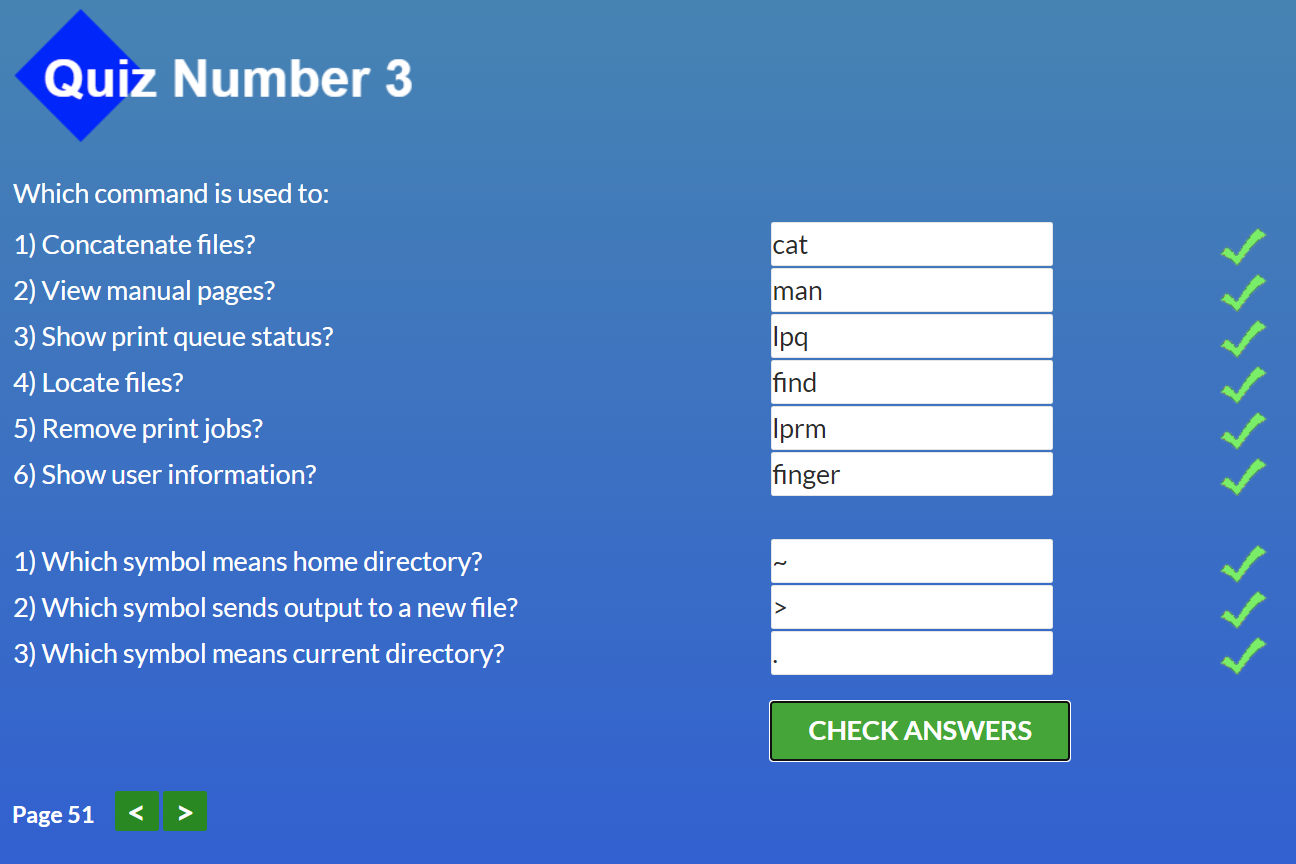 Quiz Number 3
Which command is used to:
1) Concatenate files? cat
2) View manual pages? man
3) Show print queue status? lpq
4) Locate files? find
5) Remove print jobs? lprm
6) Show user information? finger
1) Which symbol means home directory? ~
2) Which symbol sends output to a new file? >
3) Which symbol means current directory? .
CHECK ANSWERS
Page 51 < >